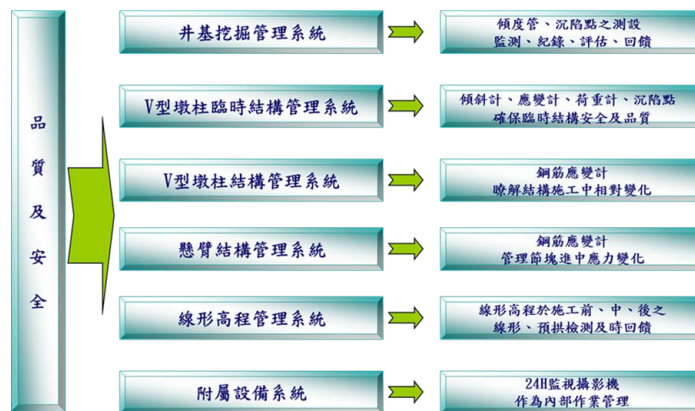 品質及安全
井基挖掘管理系統
傾度管、沉陷點之測設
監測、紀錄、評估、回饋
V型墩柱臨時結構管理系統
傾斜計、應變計、荷重計、沉陷點
確保臨時結構安全及品質
V型墩柱結構管理系統
鋼筋應變計
瞭解結構施工中相對變化
懸臂結構管理系統
鋼筋應變計
管理節塊進中應力變化
線形高程管理系統
線形高程於施工前、中、後之
線形、預拱檢測及時回饋
附屬設備系統
24H監視攝影機
作為內部作業管理